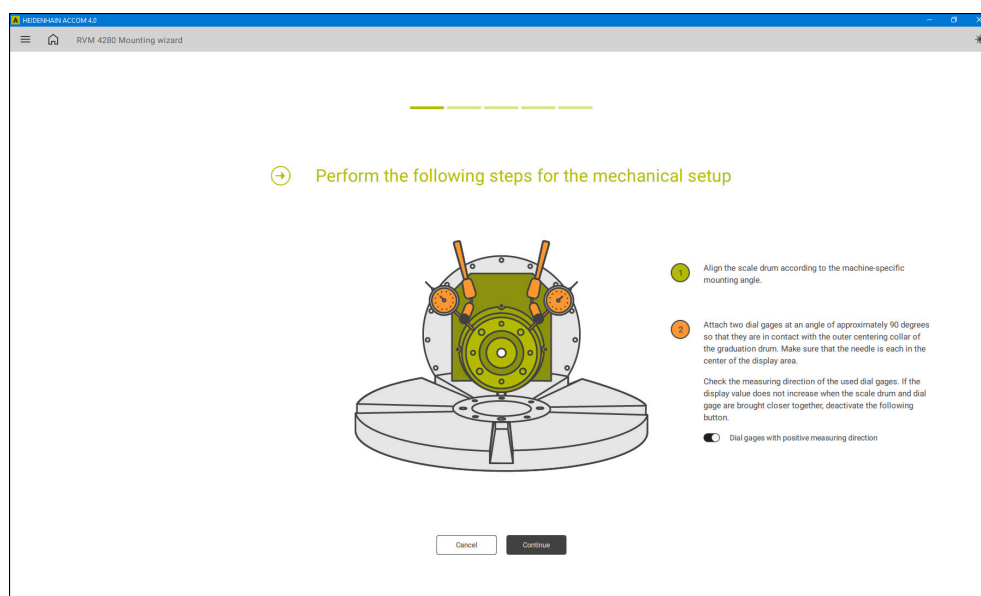 A HEIDENHAIN ACCOM 4.0
RVM 4280 Mounting wizard
Perform the following steps for the mechanical setup
1 Align the scale drum according to the machine-specific
mounting angle.
2 Attach two dial gages at an angle of approximately 90 degrees
so that they are in contact with the outer centering collar of
the graduation drum. Make sure that the needle is each in the
center of the display area.
Check the measuring direction of the used dial gages. If the
display value does not increase when the scale drum and dial
gage are brought closer together, deactivate the following
button.
Dial gages with positive measuring direction
Cancel
Continue